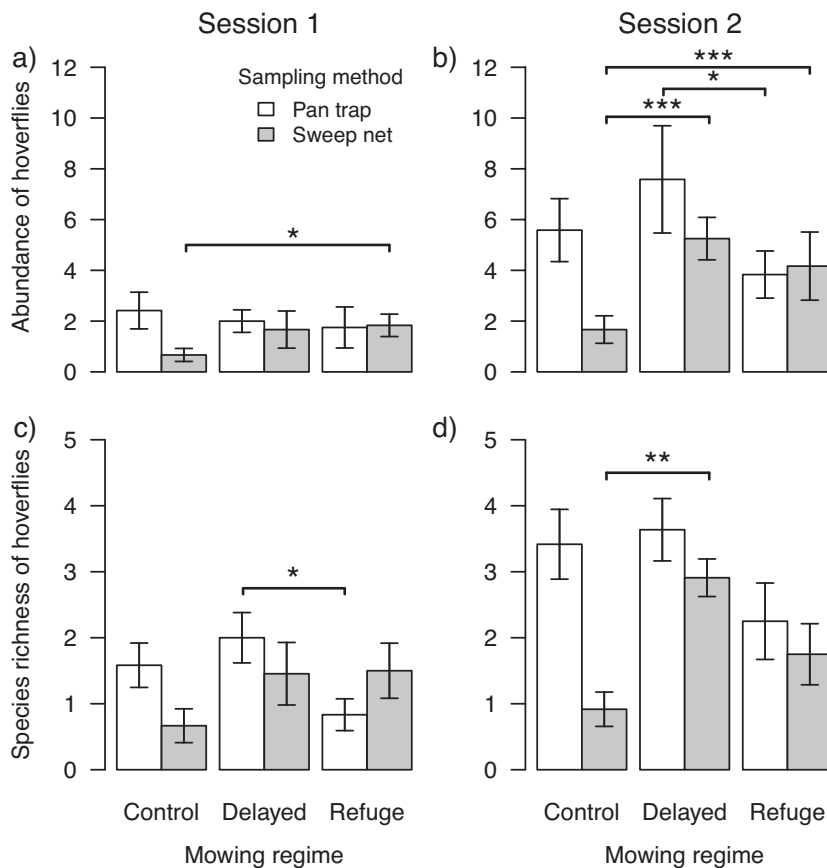 Session 1
Session 2
a)
b)
Abundance of hoverflies
12
10
8
6
4
2
0
Sampling method
Pan trap
Sweep net
*
12
10
8
6
4
2
0
***
*
***
c)
d)
Species richness of hoverflies
5
4
3
2
1
0
*
5
4
3
2
1
0
**
Control Delayed Refuge
Control Delayed Refuge
Mowing regime
Mowing regime